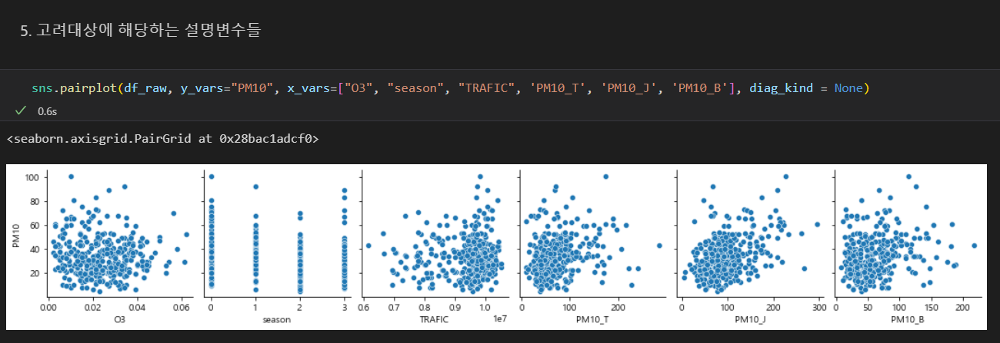 5. 고려대상에 해당하는 설명변수들
sns.pairplot(df_raw, y_vars="PM10", x_vars=["O3", "season", "TRAFIC", 'PM10_T', 'PM10_J', 'PM10_B'], diag_kind = None)
0.6s
<seaborn.axisgrid.PairGrid at 0x28bac1adcf0>
100
80
60
40
20
PM10
0.00 0.02 0.04 0.06
O3
0 1 2 3
season
0.6 0.7 0.8 0.9 1.0
1e7
TRAFIC
0 100 200
PM10_T
0 100 200 300
PM10_J
0 50 100 150 200
PM10_B